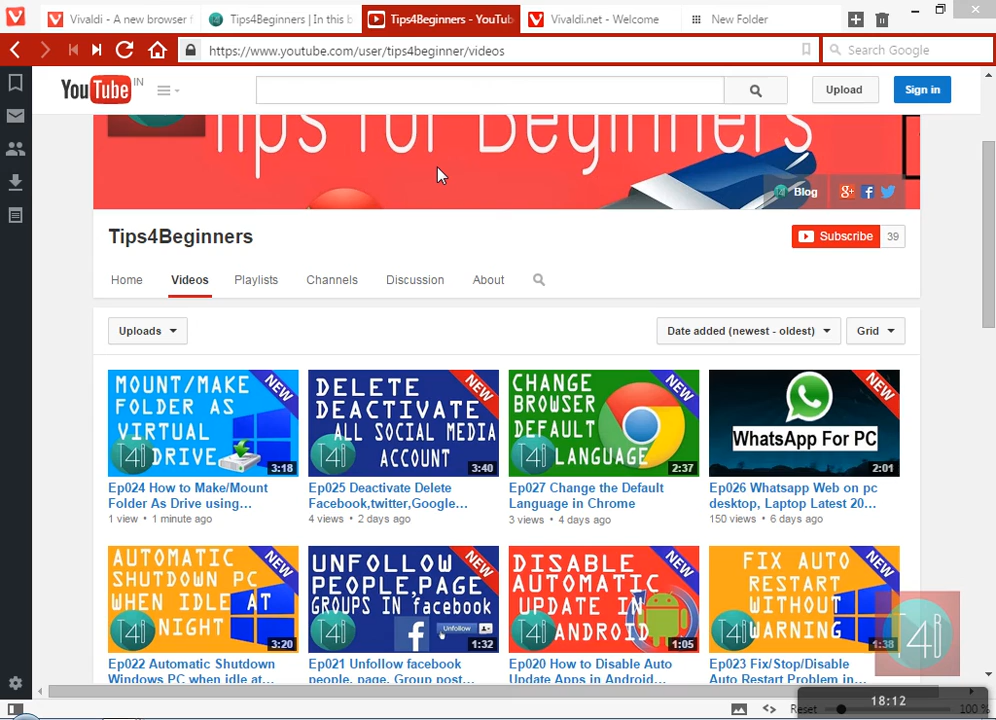 Vivaldi - A new browser f
Tips4Beginners | In this b
Tips4Beginners - YouTub
Vivaldi.net - Welcome
New Folder
https://www.youtube.com/user/tips4beginner/videos
Search Google
YouTube IN
Upload
Sign in
Tips for Beginners
Blog
Tips4Beginners
Subscribe 39
Home
Videos
Playlists
Channels
Discussion
About
Uploads
Date added (newest - oldest)
Grid
MOUNT/MAKE
FOLDER AS
VIRTUAL
DRIVE
NEW
T4i
3:18
DELETE
DEACTIVATE
ALL SOCIAL MEDIA
ACCOUNT
NEW
T4i
3:40
CHANGE
BROWSER
DEFAULT
LANGUAGE
NEW
T4i
2:37
WhatsApp For PC
NEW
2:01
Ep024 How to Make/Mount
Folder As Drive using...
1 view • 1 minute ago
Ep025 Deactivate Delete
Facebook,twitter,Google...
4 views • 2 days ago
Ep027 Change the Default
Language in Chrome
3 views • 4 days ago
Ep026 Whatsapp Web on pc
desktop, Laptop Latest 20...
150 views • 6 days ago
AUTOMATIC
SHUTDOWN PC
WHEN IDLE AT
NIGHT
NEW
T4i
3:20
UNFOLLOW
PEOPLE,PAGE
GROUPS IN facebook
Unfollow
NEW
T4i
1:32
DISABLE
AUTOMATIC
UPDATE IN
ANDROID
NEW
T4i
1:05
FIX AUTO
RESTART
WITHOUT
WARNING
NEW
T4i
1:38
T4i
Ep022 Automatic Shutdown
Windows PC when idle at...
Ep021 Unfollow facebook
people, page, Group post...
Ep020 How to Disable Auto
Update Apps in Android...
Ep023 Fix/Stop/Disable
Auto Restart Problem in...
Reset
18:12
100 %